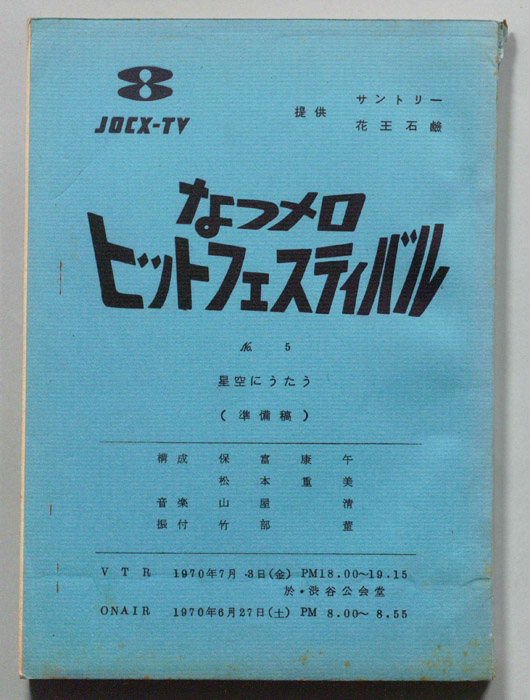 8
JOCX-TV
提供 サントリー
花王石鹼
なつメロ
ヒットフェスティバル
No. 5
星空にうたう
(準備稿)
構成 保富康午
松本重美
音楽 山屋清
振付 竹部薫
VTR 1970年7月3日(金) PM18.00〜19.15
於・渋谷公会堂
ONAIR 1970年6月27日(土) PM 8.00〜8.55